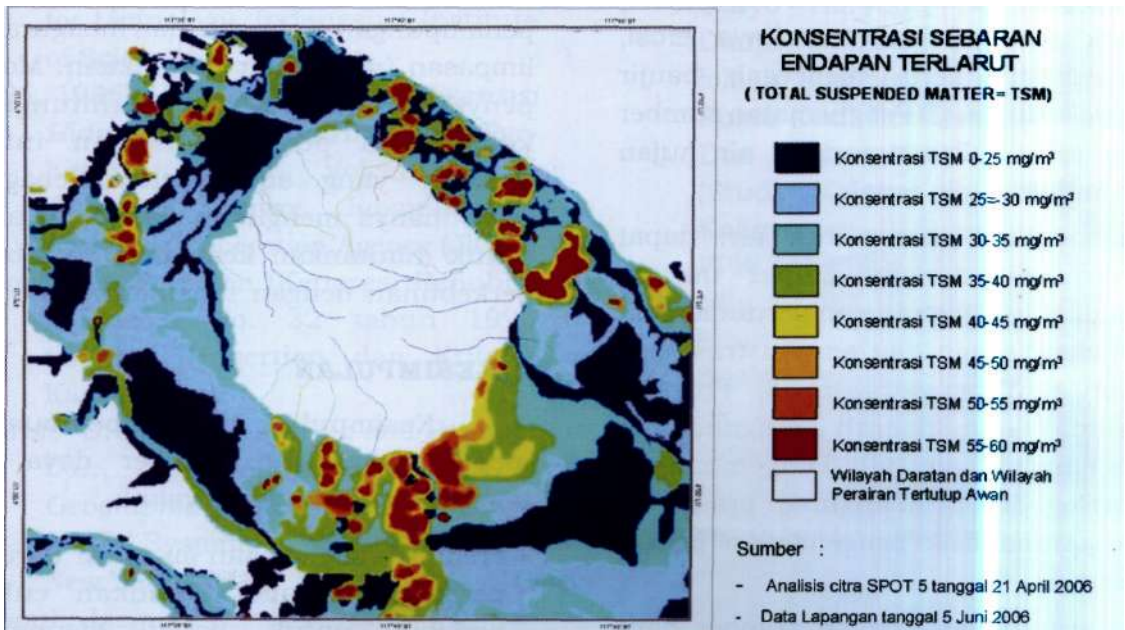 KONSENTRASI SEBARAN
ENDAPAN TERLARUT
(TOTAL SUSPENDED MATTER= TSM)
Konsentrasi TSM 0-25 mg/m³
Konsentrasi TSM 25=-30 mg/m³
Konsentrasi TSM 30-35 mg/m³
Konsentrasi TSM 35-40 mg/m³
Konsentrasi TSM 40-45 mg/m³
Konsentrasi TSM 45-50 mg/m³
Konsentrasi TSM 50-55 mg/m³
Konsentrasi TSM 55-60 mg/m³
Wilayah Daratan dan Wilayah
Perairan Tertutup Awan
Sumber :
- Analisis citra SPOT 5 tanggal 21 April 2006
- Data Lapangan tanggal 5 Juni 2006